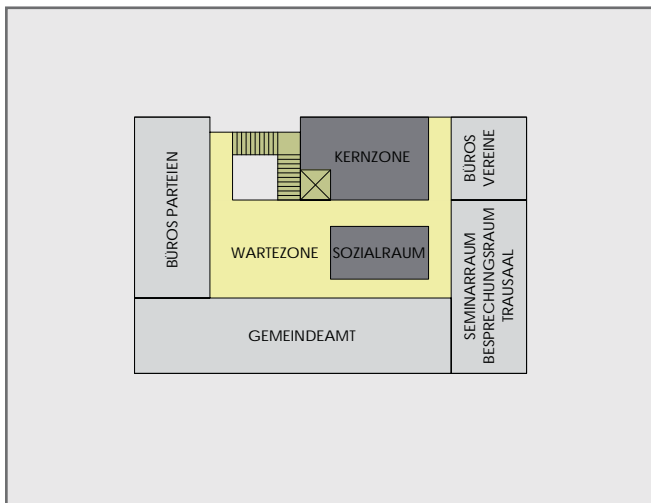 KERNZONE
BÜROS
VEREINE
BÜROS PARTEIEN
WARTEZONE
SOZIALRAUM
SEMINARRAUM
BESPRECHUNGSRAUM
TRAUSAAL
GEMEINDEAMT